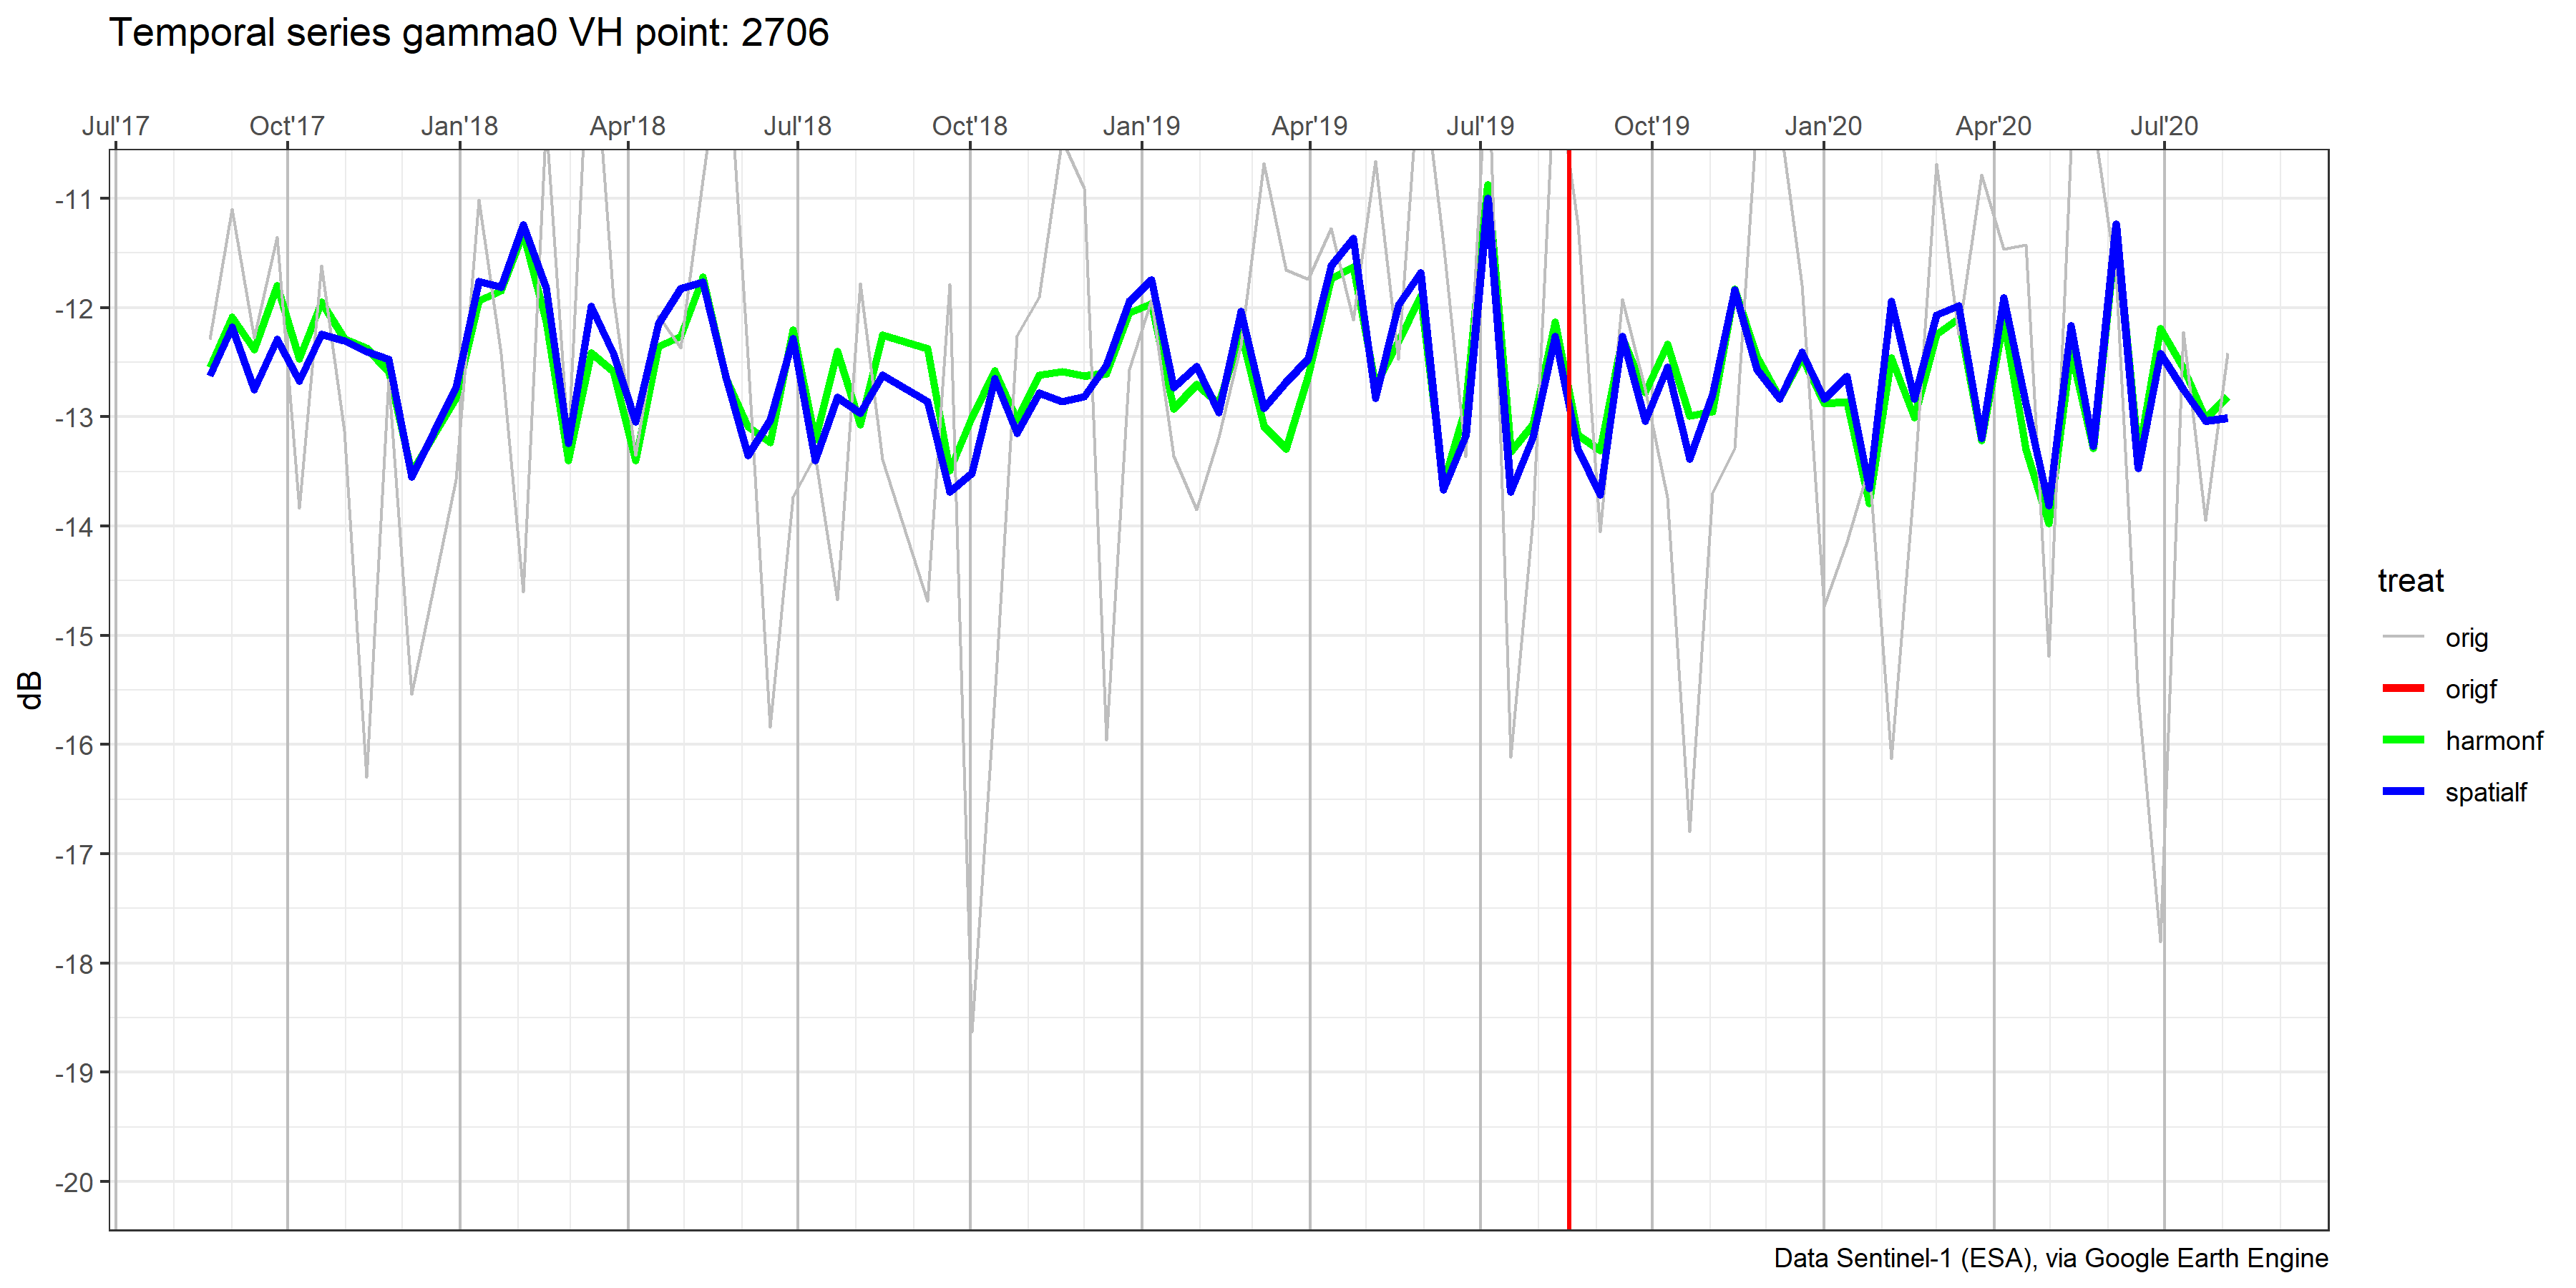 Temporal series gamma0 VH point: 2706
Jul'17 Oct'17 Jan'18 Apr'18 Jul'18 Oct'18 Jan'19 Apr'19 Jul'19 Oct'19 Jan'20 Apr'20 Jul'20
-11
-12
-13
-14
-15
-16
-17
-18
-19
-20
dB
treat
orig
origf
harmonf
spatialf
Data Sentinel-1 (ESA), via Google Earth Engine